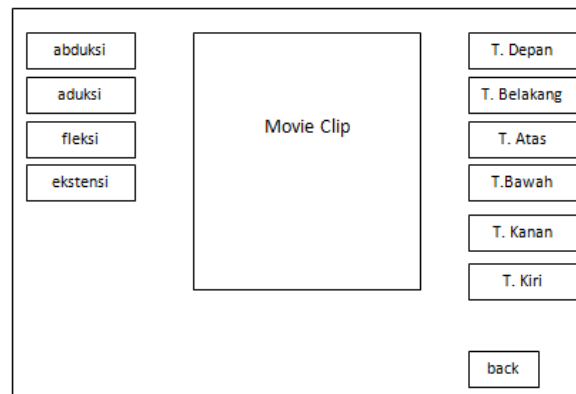 abduksi
aduksi
fleksi
ekstensi
Movie Clip
T. Depan
T. Belakang
T. Atas
T.Bawah
T. Kanan
T. Kiri
back